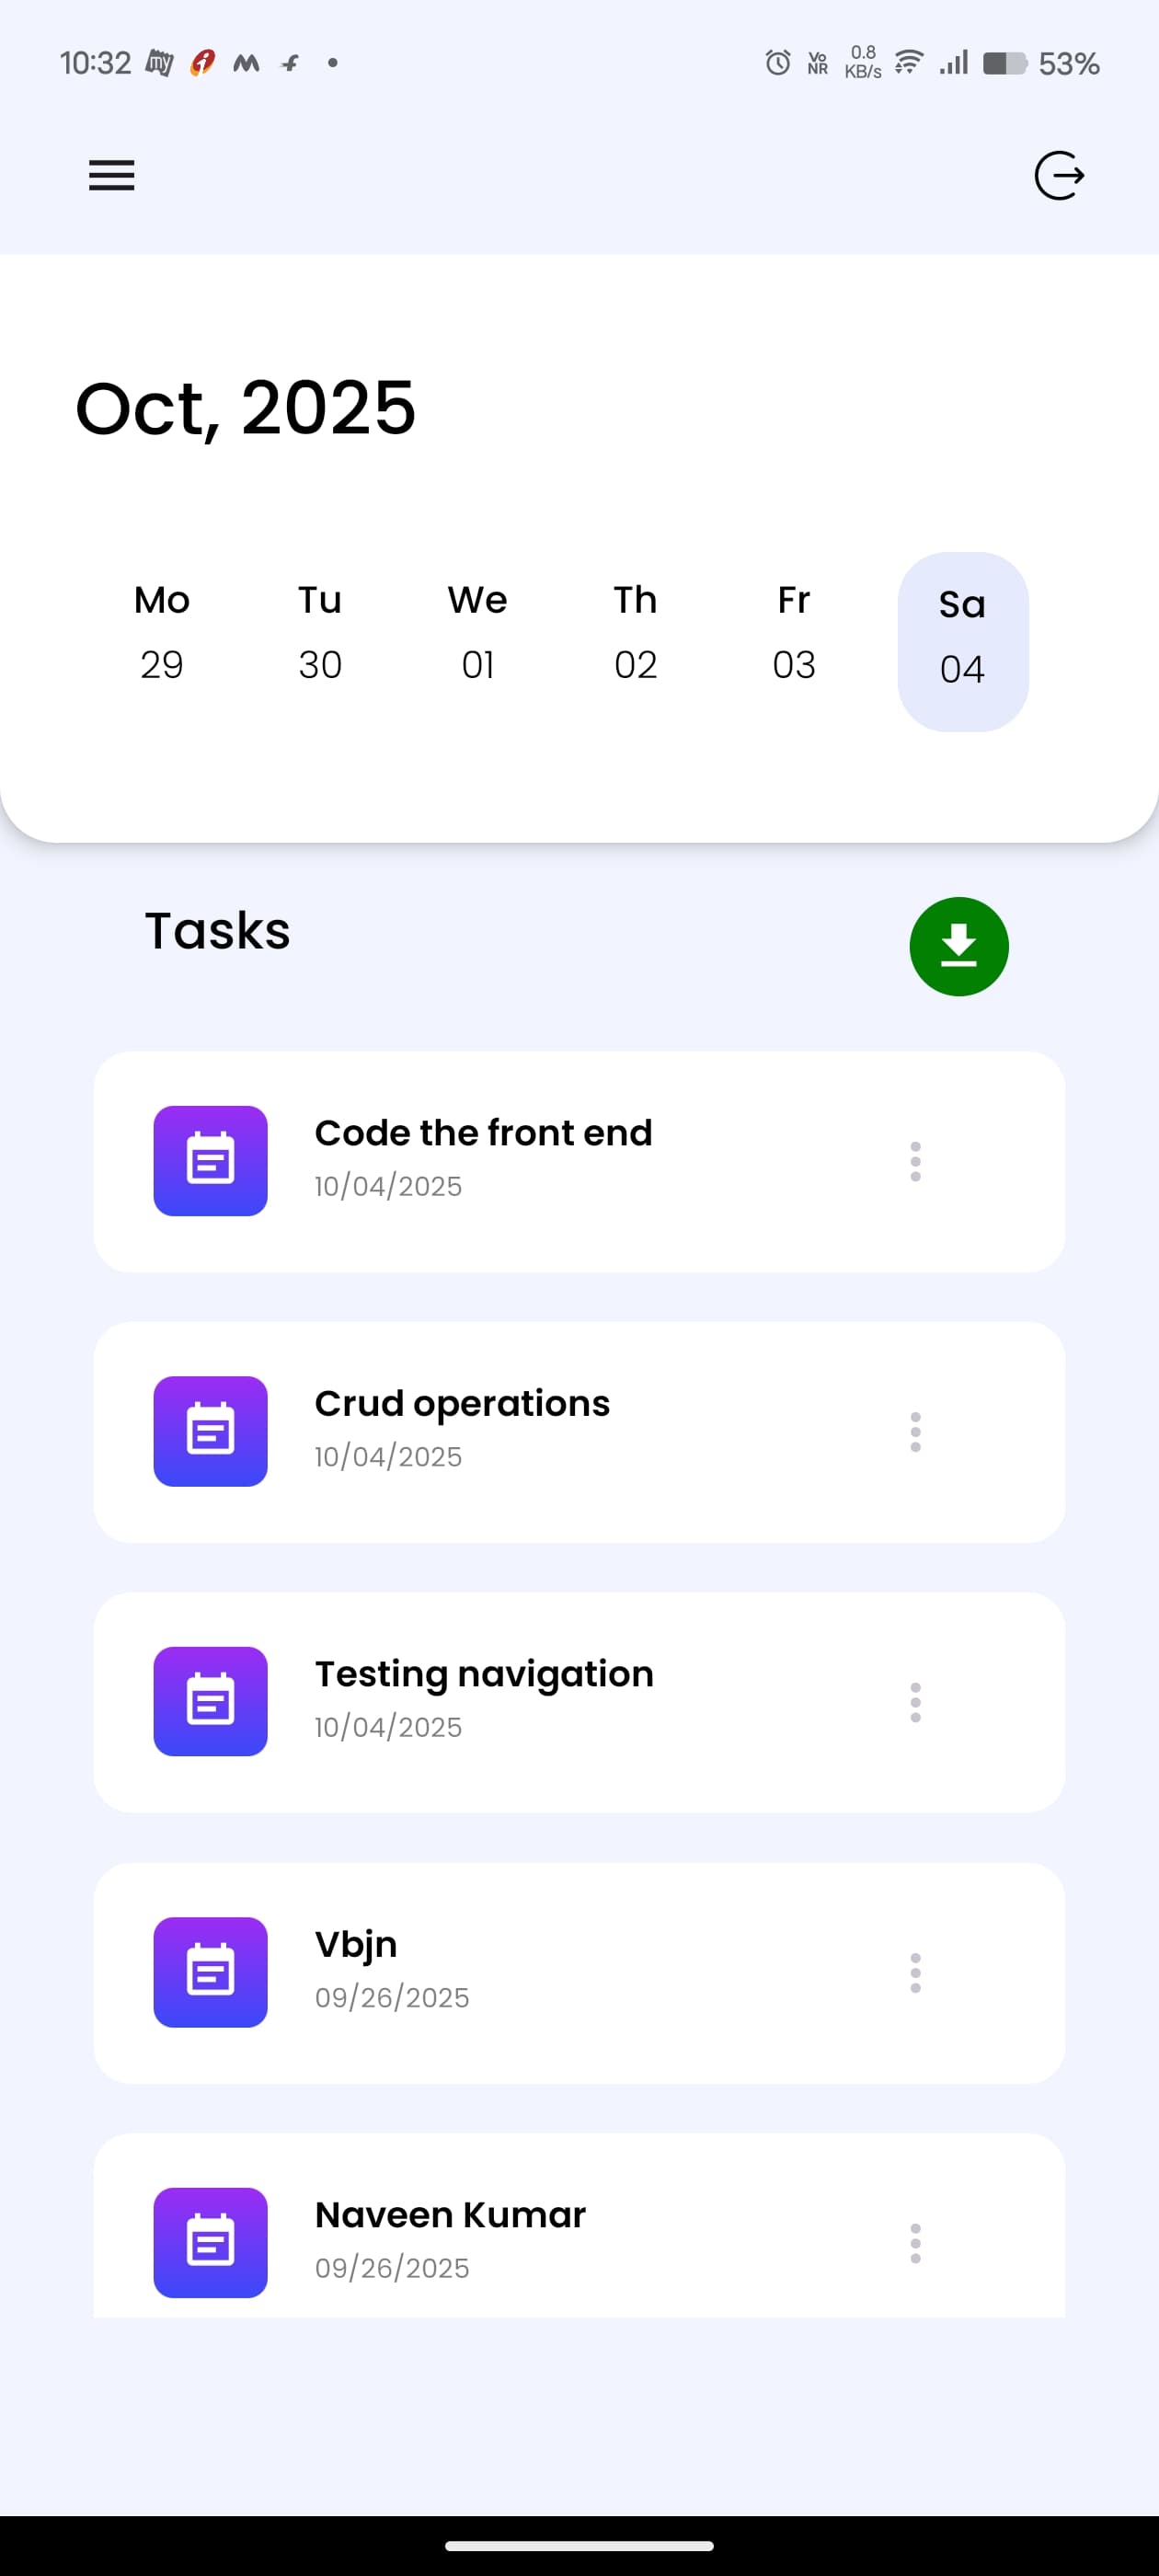 10:32 my VoNR 0.8 KB/s 53%
Oct, 2025
Mo Tu We Th Fr Sa
29 30 01 02 03 04
Tasks
Code the front end
10/04/2025
Crud operations
10/04/2025
Testing navigation
10/04/2025
Vbjn
09/26/2025
Naveen Kumar
09/26/2025